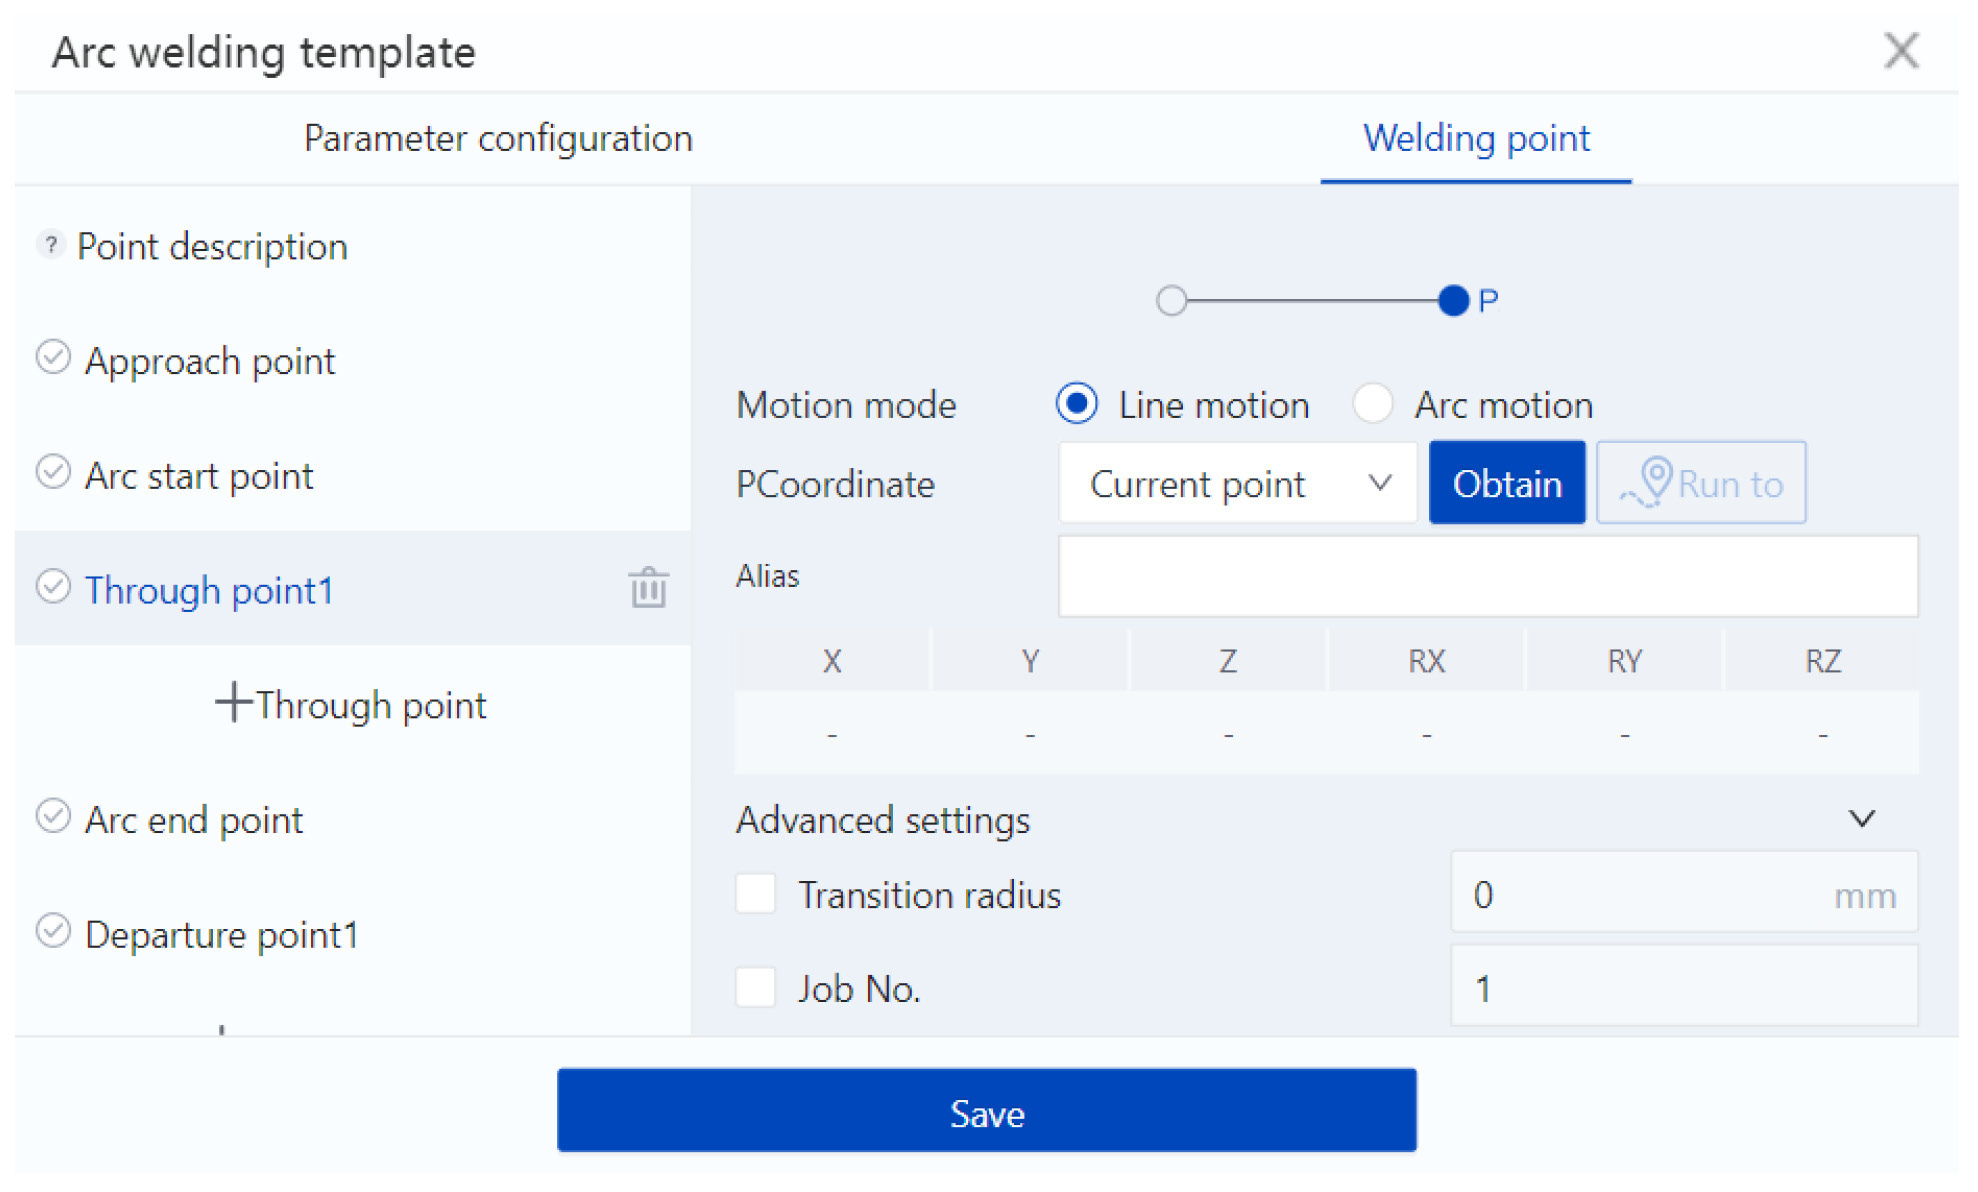 Arc welding template
Parameter configuration
Welding point
? Point description
Approach point
Arc start point
Through point1
+Through point
Arc end point
Departure point1
P
Motion mode Line motion Arc motion
PCoordinate Current point Obtain Run to
Alias
X Y Z RX RY RZ
- - - - - -
Advanced settings
Transition radius 0 mm
Job No. 1
Save